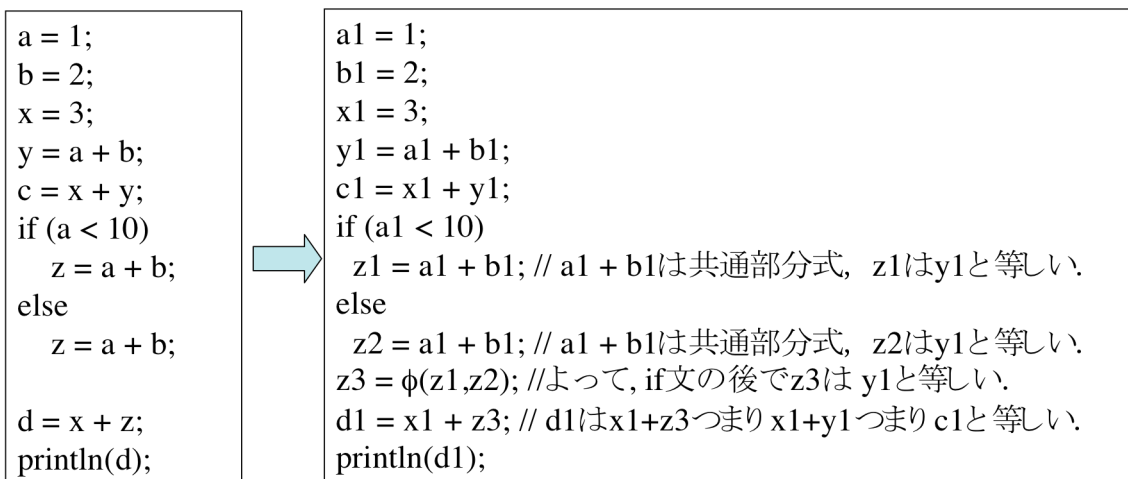 a = 1;
b = 2;
x = 3;
y = a + b;
c = x + y;
if (a < 10)
z = a + b;
else
z = a + b;
d = x + z;
println(d);
a1 = 1;
b1 = 2;
x1 = 3;
y1 = a1 + b1;
c1 = x1 + y1;
if (a1 < 10)
z1 = a1 + b1; // a1 + b1は共通部分式, z1はy1と等しい.
else
z2 = a1 + b1; // a1 + b1は共通部分式, z2はy1と等しい.
z3 = ϕ(z1,z2); //よって, if文の後でz3は y1と等しい.
d1 = x1 + z3; // d1はx1+z3つまり x1+y1つまり c1と等しい.
println(d1);